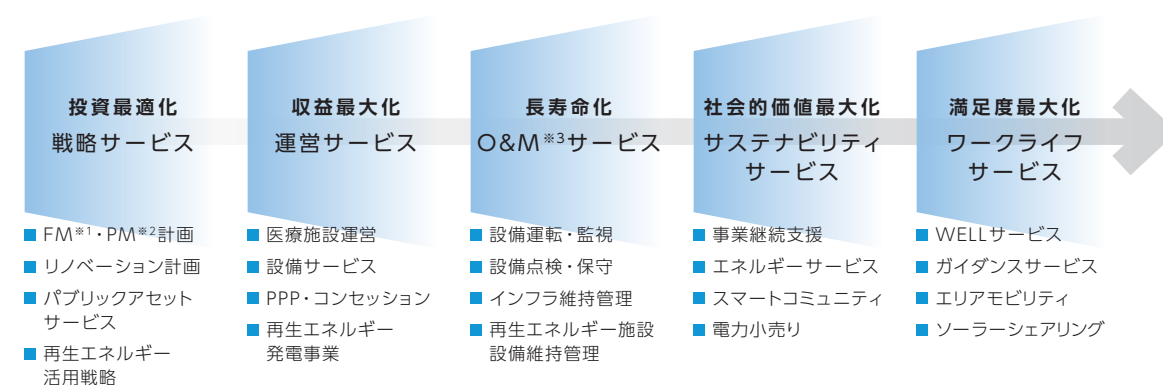 投資最適化
戦略サービス
FM※1・PM※2計画
リノベーション計画
パブリックアセット
サービス
再生エネルギー
活用戦略
収益最大化
運営サービス
医療施設運営
設備サービス
PPP・コンセッション
再生エネルギー
発電事業
長寿命化
O&M※3サービス
設備運転・監視
設備点検・保守
インフラ維持管理
再生エネルギー施設
設備維持管理
社会的価値最大化
サステナビリティ
サービス
事業継続支援
エネルギーサービス
スマートコミュニティ
電力小売り
満足度最大化
ワークライフ
サービス
WELLサービス
ガイダンスサービス
エリアモビリティ
ソーラーシェアリング